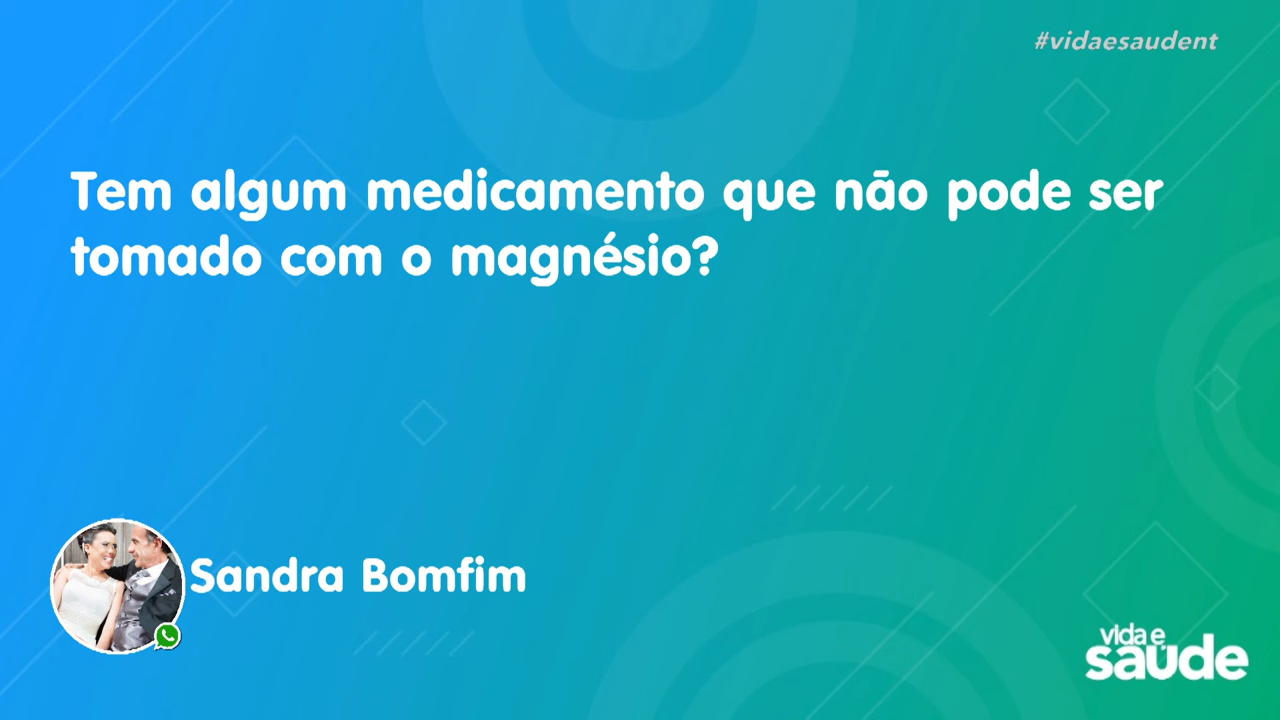 #vidaesaudent
Tem algum medicamento que não pode ser
tomado com o magnésio?
Sandra Bomfim
vida e
saúde